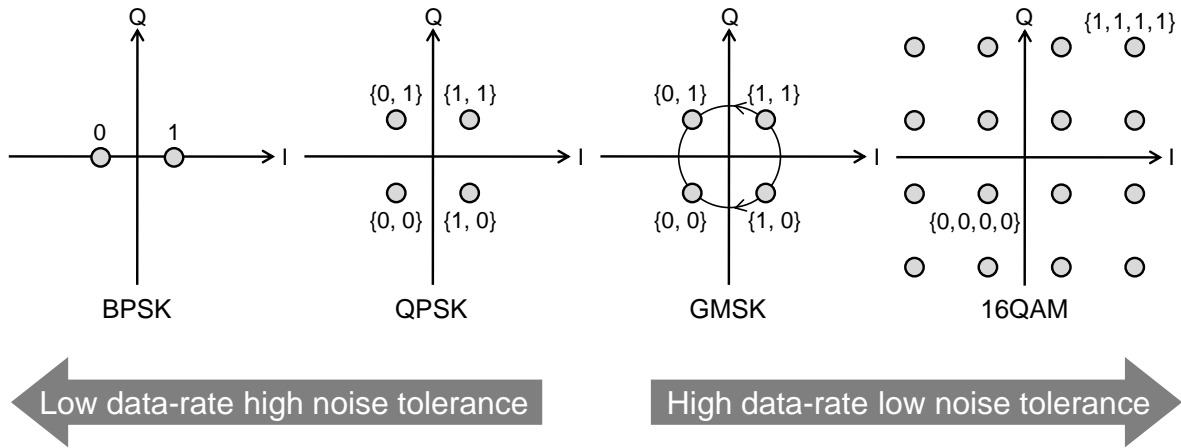 Q
I
0
1
BPSK
Q
I
{0, 1}
{1, 1}
{0, 0}
{1, 0}
QPSK
Q
I
{0, 1}
{1, 1}
{0, 0}
{1, 0}
GMSK
Q
I
{1,1,1,1}
{0,0,0,0}
16QAM
Low data-rate high noise tolerance
High data-rate low noise tolerance